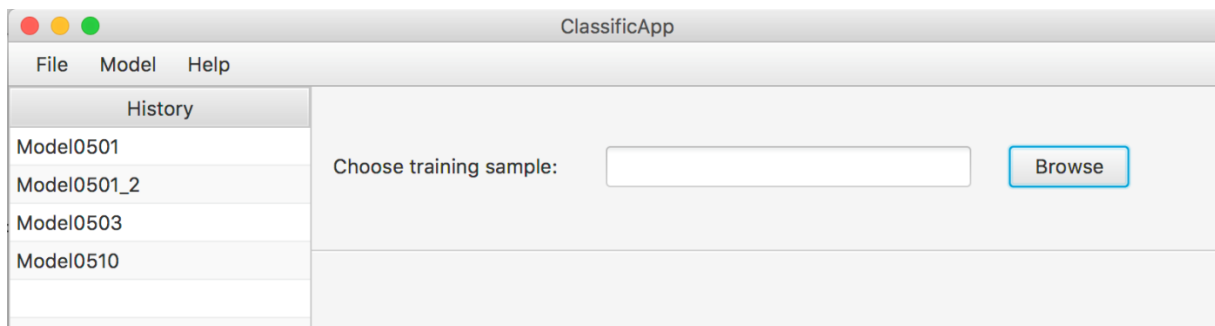 ClassificApp
File Model Help
History
Model0501
Model0501_2
Model0503
Model0510
Choose training sample:
Browse